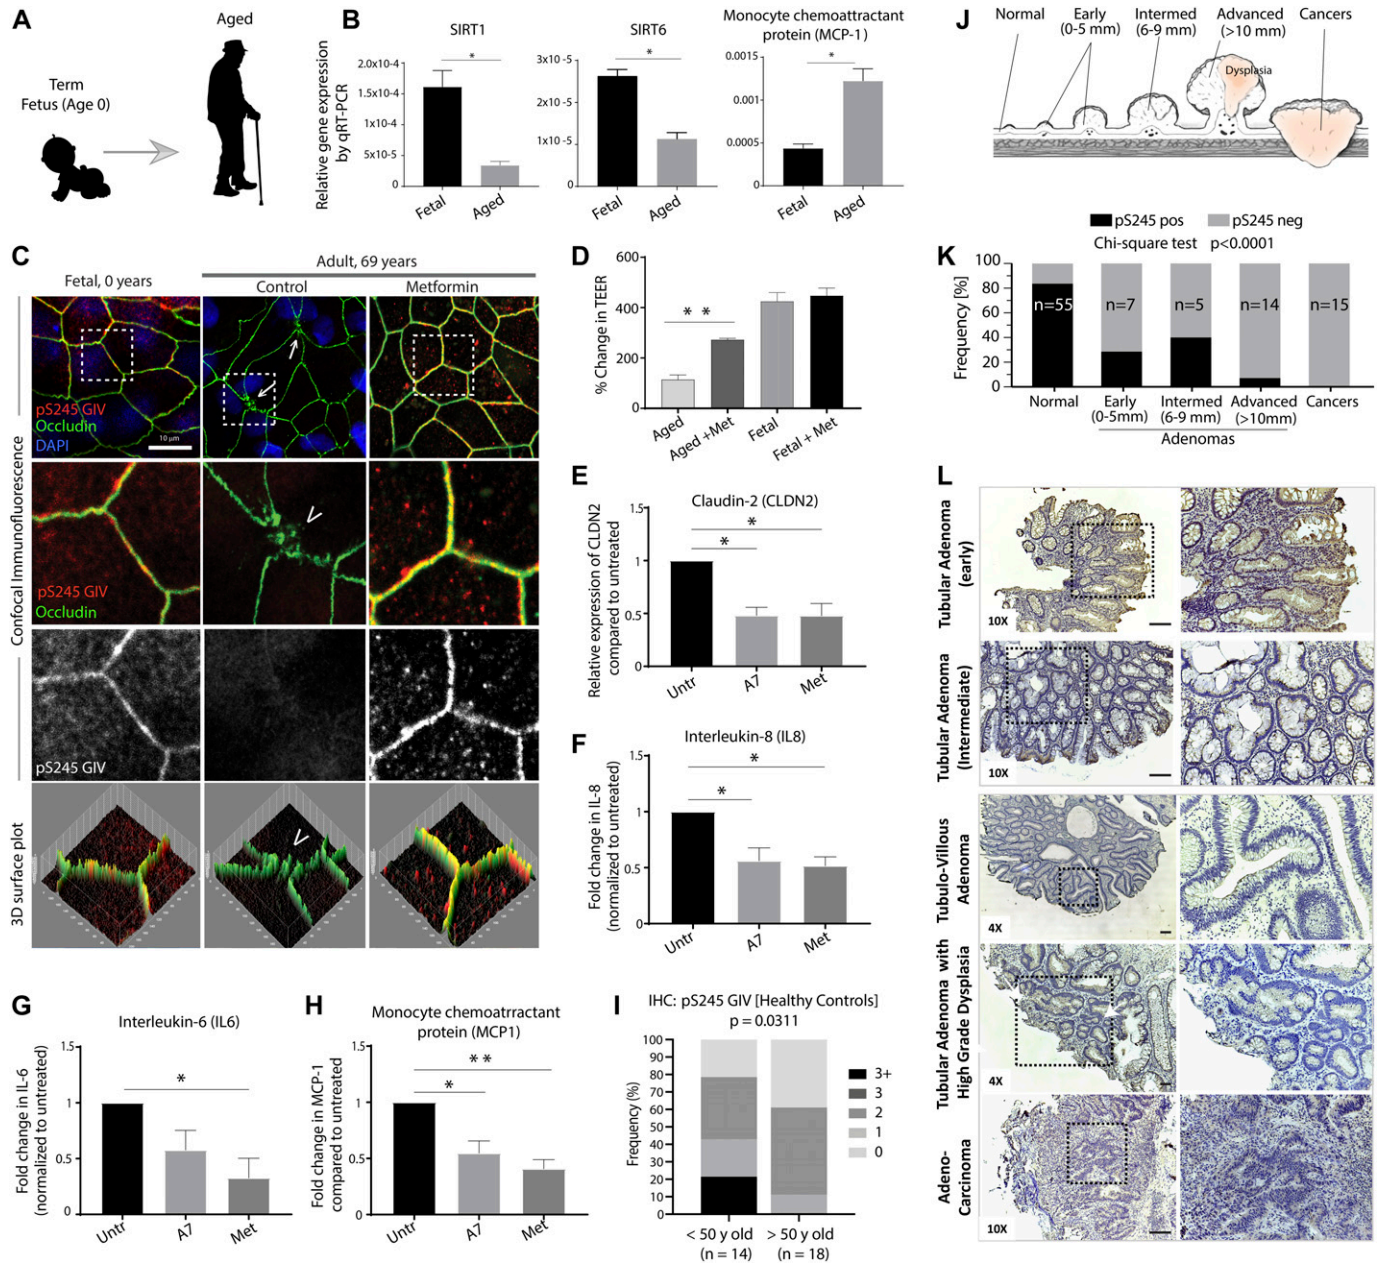 A
Aged
Term
Fetus (Age 0)
B
Relative gene expression
by qRT-PCR
SIRT1
*
2.0x10-4
1.5x10-4
1x10-4
5x10-5
0
Fetal
Aged
SIRT6
*
3x10-5
2x10-5
1x10-5
0
Fetal
Aged
Monocyte chemoattractant
protein (MCP-1)
*
0.0015
0.001
0.0005
0
Fetal
Aged
C
Adult, 69 years
Fetal, 0 years
Control
Metformin
Confocal Immunofluorescence
pS245 GIV
Occludin
DAPI
10 µm
pS245 GIV
Occludin
pS245 GIV
3D surface plot
D
% Change in TEER
600
400
200
0
* *
Aged
Aged +Met
Fetal
Fetal + Met
E
Claudin-2 (CLDN2)
Relative expression of CLDN2
compared to untreated
1.5
1
0.5
0
*
*
Untr
A7
Met
F
Interleukin-8 (IL8)
Fold change in IL-8
(normalized to untreated)
1.5
1
0.5
0
*
*
Untr
A7
Met
G
Interleukin-6 (IL6)
Fold change in IL-6
(normalized to untreated)
1.5
1
0.5
0
*
Untr
A7
Met
H
Monocyte chemoatrractant
protein (MCP1)
Fold change in MCP-1
compared to untreated
1.5
1
0.5
0
* *
*
Untr
A7
Met
I
IHC: pS245 GIV [Healthy Controls]
p = 0.0311
Frequency (%)
100
90
80
70
60
50
40
30
20
10
0
3+
3
2
1
0
< 50 y old
(n = 14)
> 50 y old
(n = 18)
J
Normal
Early
(0-5 mm)
Intermed
(6-9 mm)
Advanced
(>10 mm)
Cancers
Dysplasia
K
pS245 pos
pS245 neg
Chi-square test p<0.0001
Frequency [%]
100
80
60
40
20
0
n=55
n=7
n=5
n=14
n=15
Normal
Early
(0-5mm)
Intermed
(6-9 mm)
Advanced
(>10mm)
Cancers
Adenomas
L
Tubular Adenoma
(early)
10X
Tubular Adenoma
(Intermediate)
10X
Tubulo-Villous
Adenoma
4X
Tubular Adenoma with
High Grade Dysplasia
4X
Adeno-
Carcinoma
10X